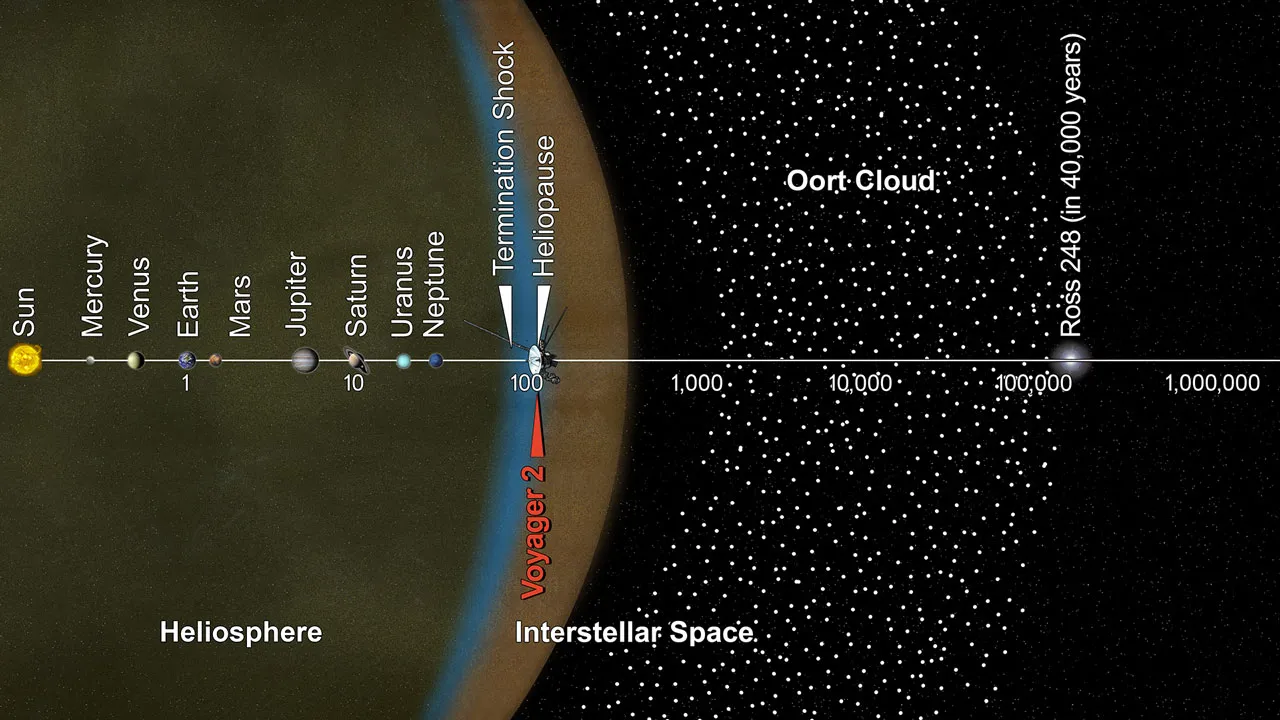 Sun
Mercury
Venus
Earth
Mars
Jupiter
Saturn
Uranus
Neptune
Termination Shock
Heliopause
Oort Cloud
Ross 248 (in 40,000 years)
1
10
100
1,000
10,000
100,000
1,000,000
Voyager 2
Heliosphere
Interstellar Space